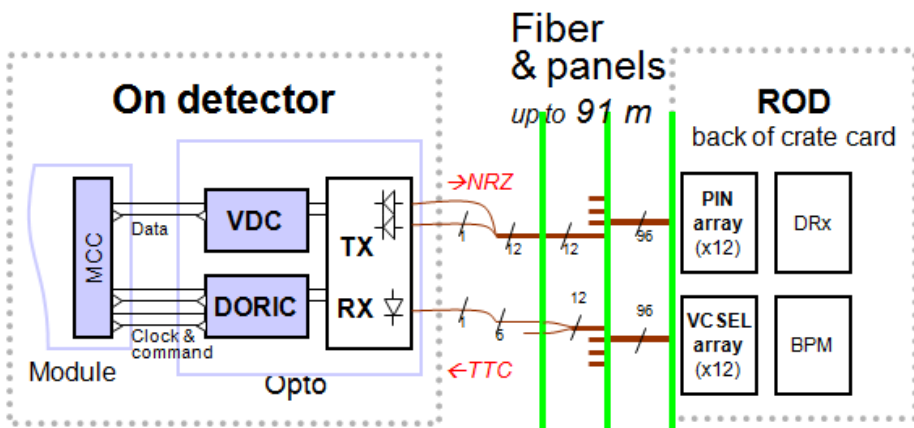 Fiber
& panels
up to 91 m
On detector
ROD
back of crate card
→NRZ
MCC
Data
VDC
TX
1
12
12
96
PIN
array
(x12)
DRx
DORIC
RX
Clock &
command
1
6
12
96
VCSEL
array
(x12)
BPM
←TTC
Module
Opto